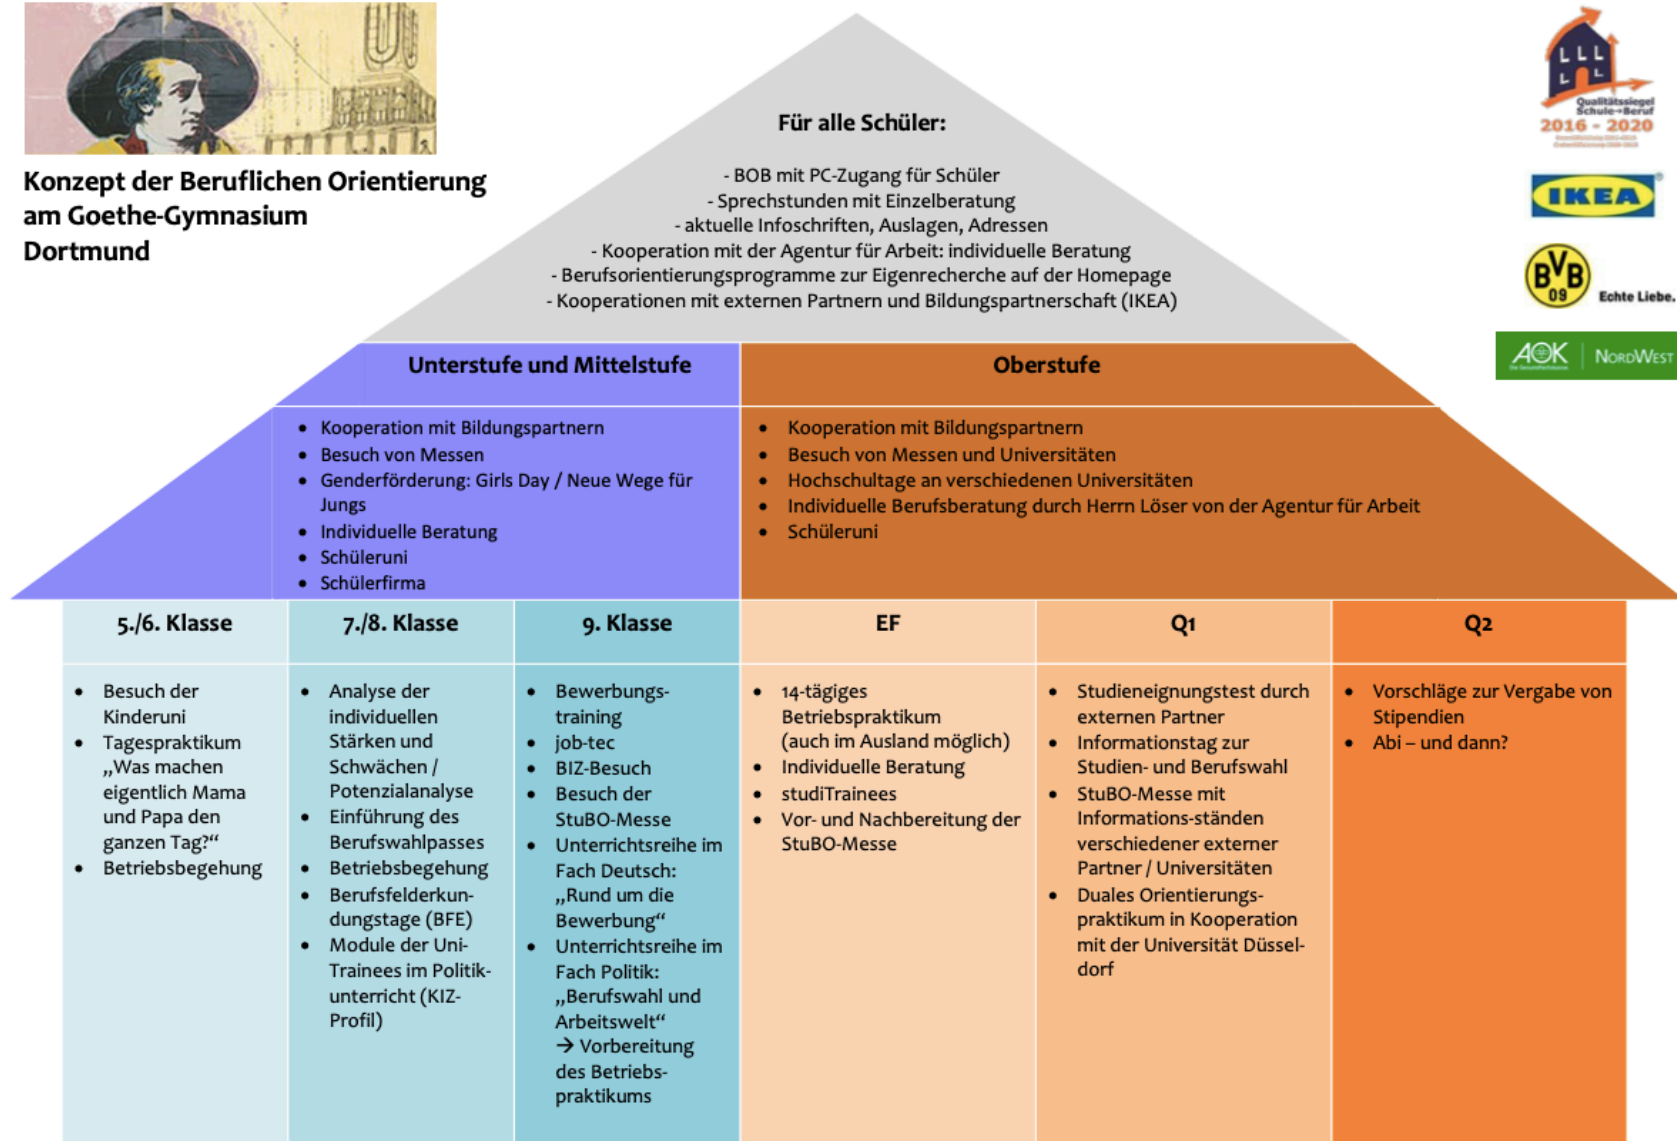 Konzept der Beruflichen Orientierung
am Goethe-Gymnasium
Dortmund
Für alle Schüler:
- BOB mit PC-Zugang für Schüler
- Sprechstunden mit Einzelberatung
- aktuelle Infoschriften, Auslagen, Adressen
- Kooperation mit der Agentur für Arbeit: individuelle Beratung
- Berufsorientierungsprogramme zur Eigenrecherche auf der Homepage
- Kooperationen mit externen Partnern und Bildungspartnerschaft (IKEA)
LLL
LL
Qualitätssiegel
Schule→Beruf
2016 - 2020
IKEA
BVB
09
Echte Liebe.
AOK
NORDWEST
Unterstufe und Mittelstufe
• Kooperation mit Bildungspartnern
• Besuch von Messen
• Genderförderung: Girls Day / Neue Wege für
Jungs
• Individuelle Beratung
• Schüleruni
• Schülerfirma
Oberstufe
• Kooperation mit Bildungspartnern
• Besuch von Messen und Universitäten
• Hochschultage an verschiedenen Universitäten
• Individuelle Berufsberatung durch Herrn Löser von der Agentur für Arbeit
• Schüleruni
5./6. Klasse
• Besuch der
Kinderuni
• Tagespraktikum
„Was machen
eigentlich Mama
und Papa den
ganzen Tag?“
• Betriebsbegehung
7./8. Klasse
• Analyse der
individuellen
Stärken und
Schwächen /
Potenzialanalyse
• Einführung des
Berufswahlpasses
• Betriebsbegehung
• Berufsfelderkun-
dungstage (BFE)
• Module der Uni-
Trainees im Politik-
unterricht (KIZ-
Profil)
9. Klasse
• Bewerbungs-
training
• job-tec
• BIZ-Besuch
• Besuch der
StuBO-Messe
• Unterrichtsreihe im
Fach Deutsch:
„Rund um die
Bewerbung“
• Unterrichtsreihe im
Fach Politik:
„Berufswahl und
Arbeitswelt“
→ Vorbereitung
des Betriebs-
praktikums
EF
• 14-tägiges
Betriebspraktikum
(auch im Ausland möglich)
• Individuelle Beratung
• studiTrainees
• Vor- und Nachbereitung der
StuBO-Messe
Q1
• Studieneignungstest durch
externen Partner
• Informationstag zur
Studien- und Berufswahl
• StuBO-Messe mit
Informations-ständen
verschiedener externer
Partner / Universitäten
• Duales Orientierungs-
praktikum in Kooperation
mit der Universität Düssel-
dorf
Q2
• Vorschläge zur Vergabe von
Stipendien
• Abi – und dann?